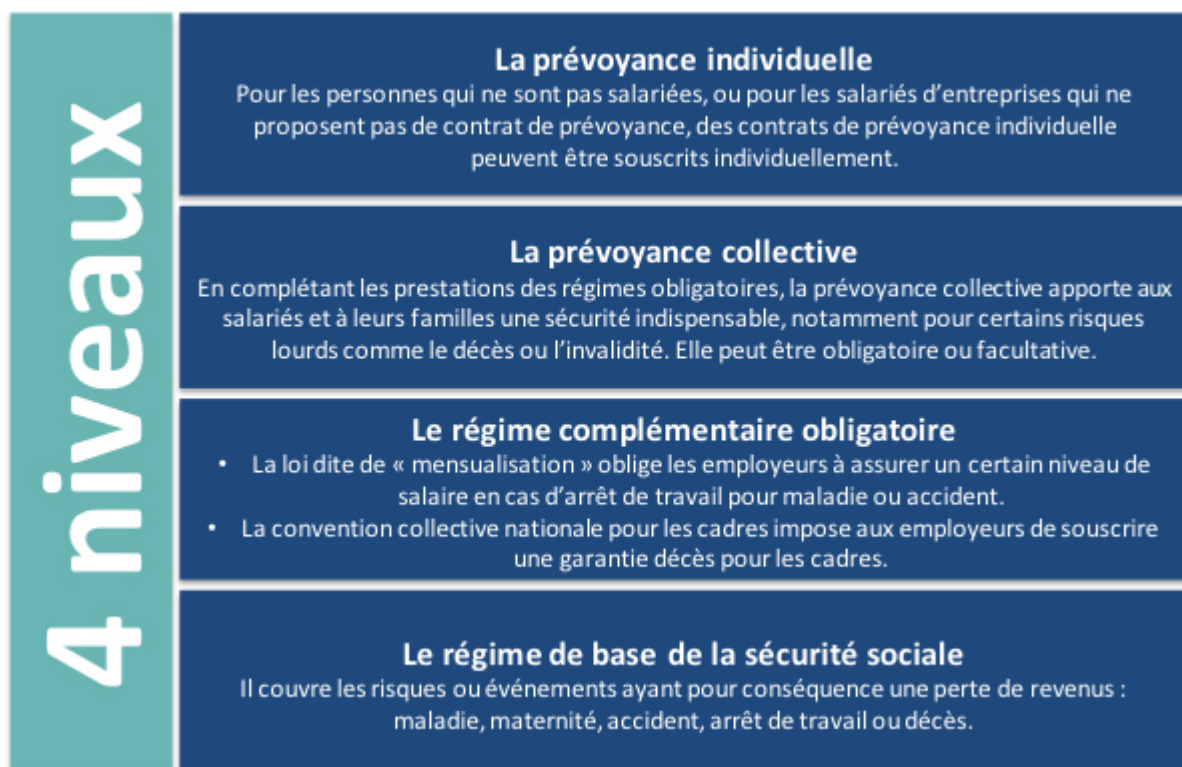 4 niveaux
La prévoyance individuelle
Pour les personnes qui ne sont pas salariées, ou pour les salariés d'entreprises qui ne
proposent pas de contrat de prévoyance, des contrats de prévoyance individuelle
peuvent être souscrits individuellement.
La prévoyance collective
En complétant les prestations des régimes obligatoires, la prévoyance collective apporte aux
salariés et à leurs familles une sécurité indispensable, notamment pour certains risques
lourds comme le décès ou l'invalidité. Elle peut être obligatoire ou facultative.
Le régime complémentaire obligatoire
• La loi dite de « mensualisation » oblige les employeurs à assurer un certain niveau de
salaire en cas d'arrêt de travail pour maladie ou accident.
• La convention collective nationale pour les cadres impose aux employeurs de souscrire
une garantie décès pour les cadres.
Le régime de base de la sécurité sociale
Il couvre les risques ou événements ayant pour conséquence une perte de revenus :
maladie, maternité, accident, arrêt de travail ou décès.